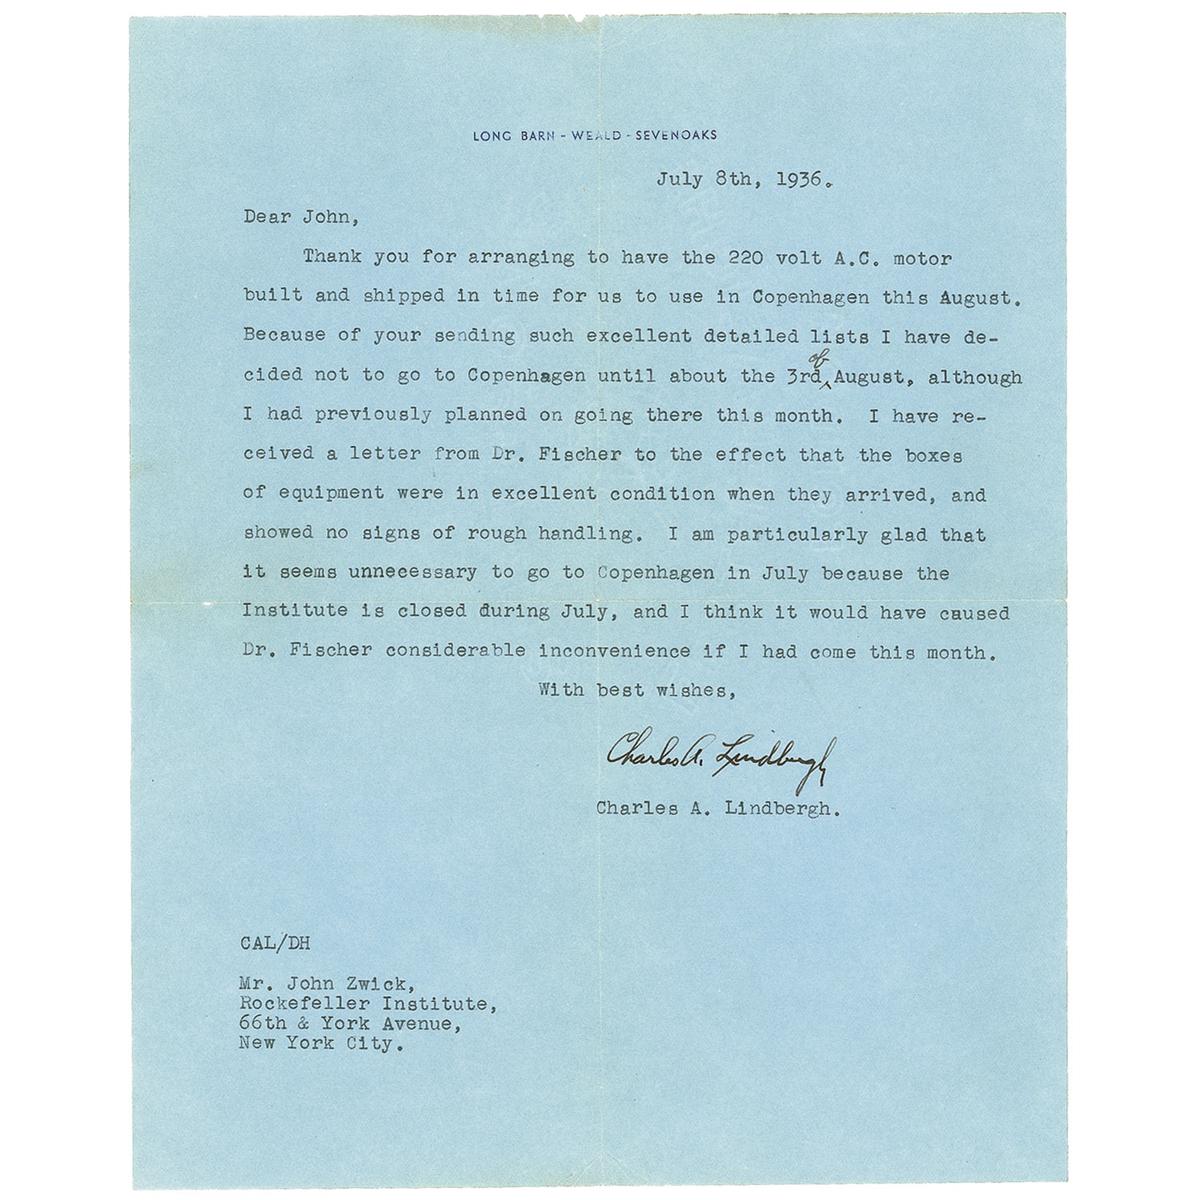 LONG BARN - WEALD - SEVENOAKS
July 8th, 1936.
Dear John,
Thank you for arranging to have the 220 volt A.C. motor
built and shipped in time for us to use in Copenhagen this August.
Because of your sending such excellent detailed lists I have de-
cided not to go to Copenhagen until about the 3rd of August, although
I had previously planned on going there this month. I have re-
ceived a letter from Dr. Fischer to the effect that the boxes
of equipment were in excellent condition when they arrived, and
showed no signs of rough handling. I am particularly glad that
it seems unnecessary to go to Copenhagen in July because the
Institute is closed during July, and I think it would have caused
Dr. Fischer considerable inconvenience if I had come this month.
With best wishes,
Charles A. Lindbergh
Charles A. Lindbergh.
CAL/DH
Mr. John Zwick,
Rockefeller Institute,
66th & York Avenue,
New York City.